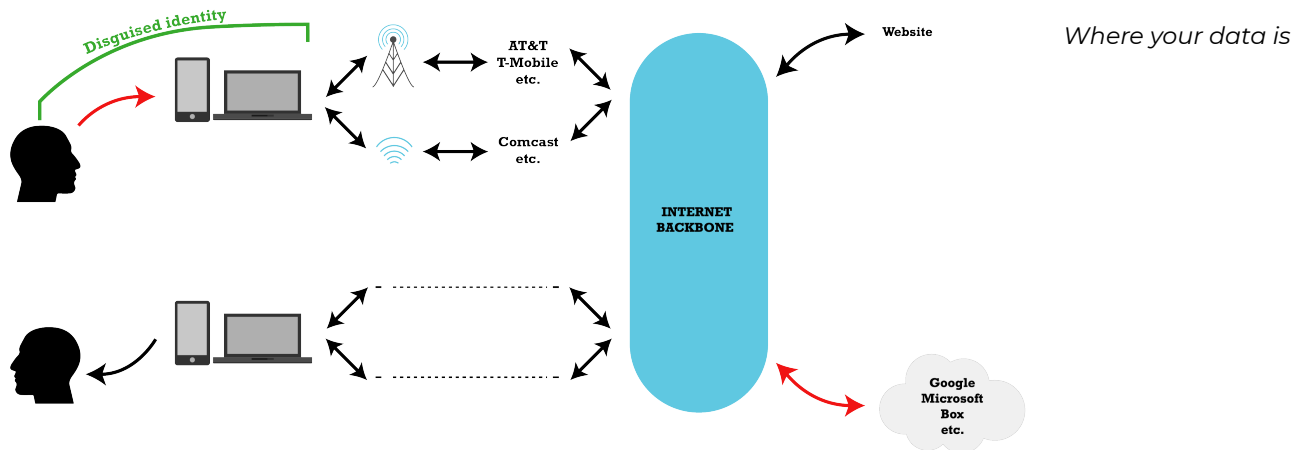 Disguised identity
AT&T
T-Mobile
etc.
Comcast
etc.
INTERNET
BACKBONE
Website
Where your data is
Google
Microsoft
Box
etc.